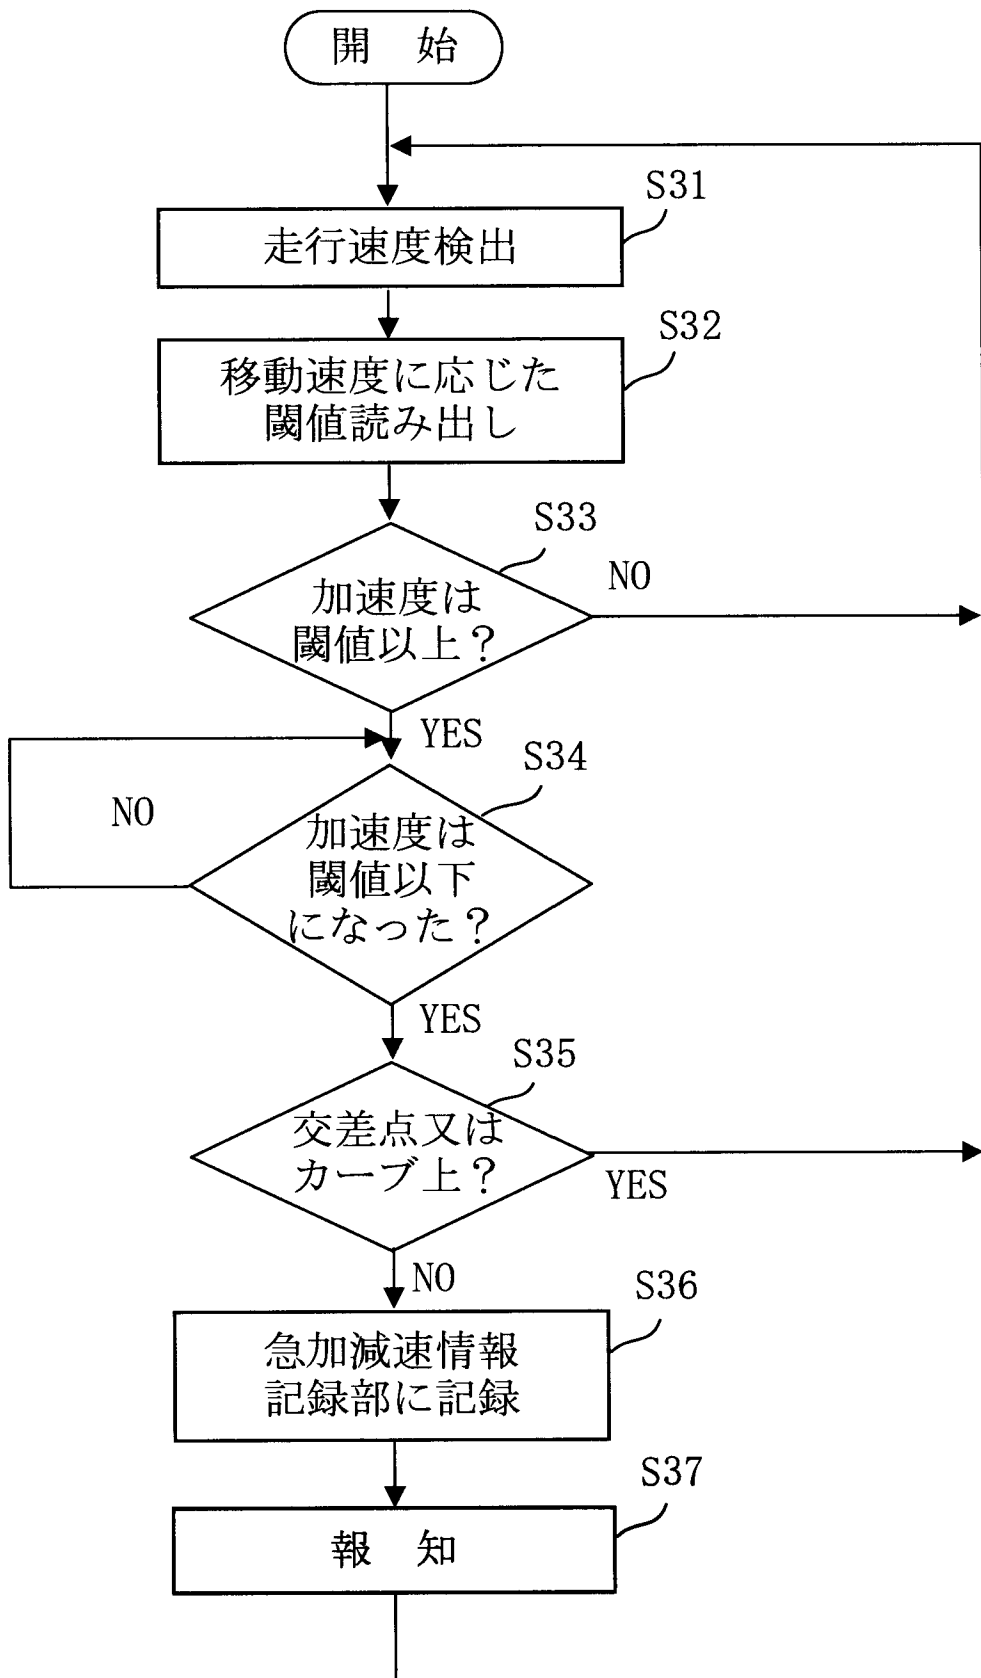 開 始
S31
走行速度検出
S32
移動速度に応じた
閾値読み出し
S33
加速度は
閾値以上？
NO
YES
S34
NO
加速度は
閾値以下
になった？
YES
S35
交差点又は
カーブ上？
YES
NO
S36
急加減速情報
記録部に記録
S37
報 知